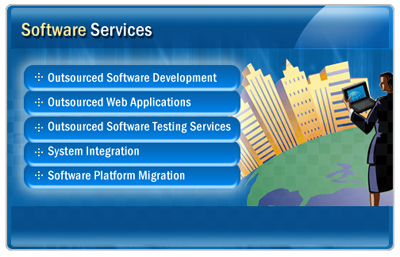 Software Services
Outsourced Software Development
Outsourced Web Applications
Outsourced Software Testing Services
System Integration
Software Platform Migration